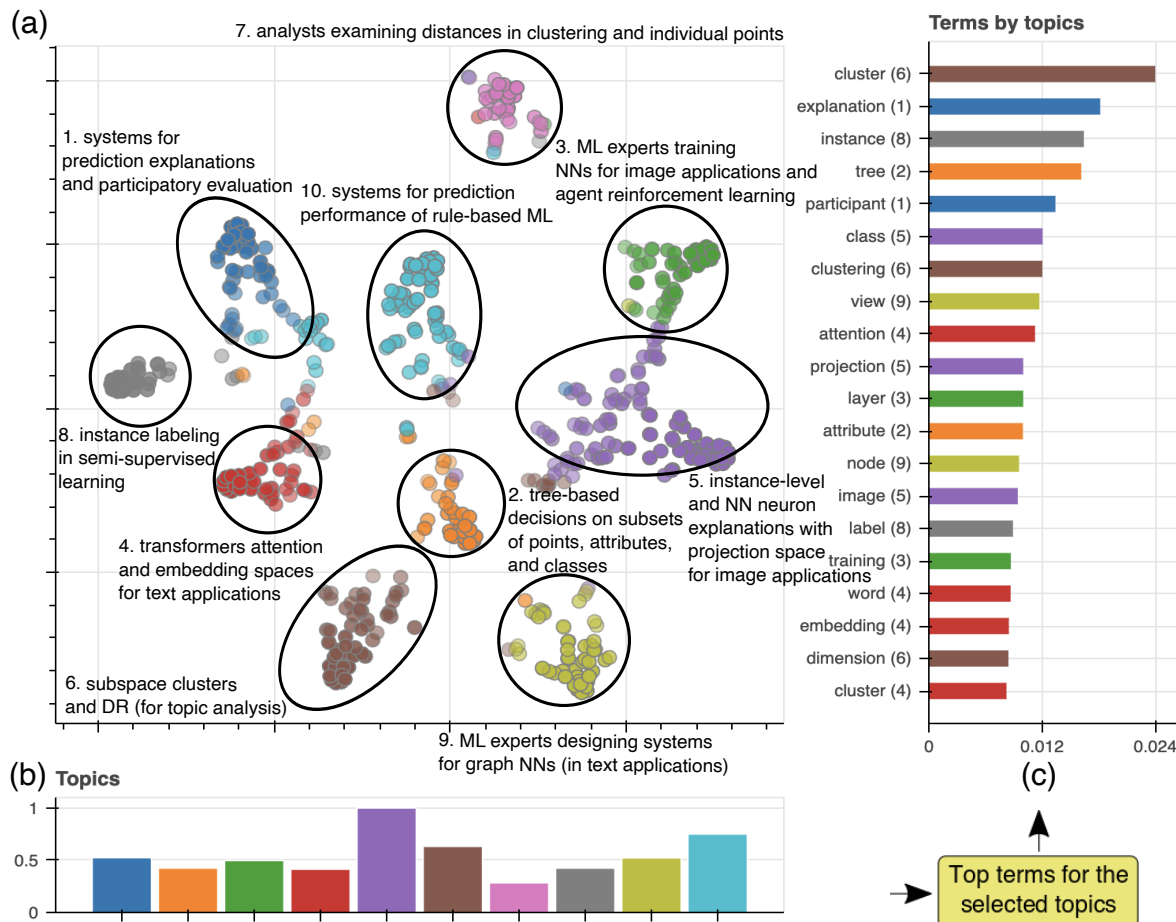 (a)
7. analysts examining distances in clustering and individual points
1. systems for
prediction explanations
and participatory evaluation
10. systems for prediction
performance of rule-based ML
3. ML experts training
NNs for image applications and
agent reinforcement learning
8. instance labeling
in semi-supervised
learning
4. transformers attention
and embedding spaces
for text applications
2. tree-based
decisions on subsets
of points, attributes,
and classes
5. instance-level
and NN neuron
explanations with
projection space
for image applications
6. subspace clusters
and DR (for topic analysis)
9. ML experts designing systems
for graph NNs (in text applications)
Terms by topics
cluster (6)
explanation (1)
instance (8)
tree (2)
participant (1)
class (5)
clustering (6)
view (9)
attention (4)
projection (5)
layer (3)
attribute (2)
node (9)
image (5)
label (8)
training (3)
word (4)
embedding (4)
dimension (6)
cluster (4)
0
0.012
0.024
(c)
(b)
Topics
1
0.5
0
Top terms for the
selected topics